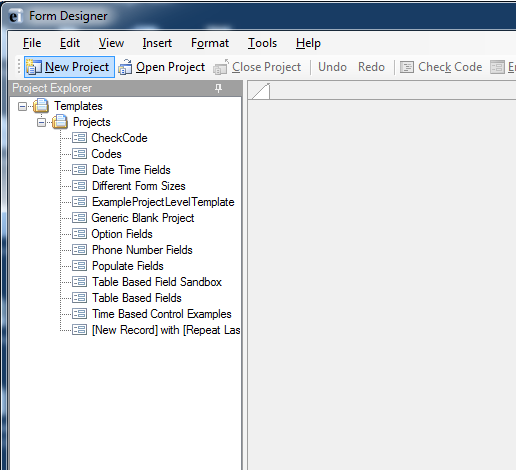 Form Designer
File Edit View Insert Format Tools Help
New Project Open Project Close Project Undo Redo Check Code
Project Explorer
Templates
Projects
CheckCode
Codes
Date Time Fields
Different Form Sizes
ExampleProjectLevelTemplate
Generic Blank Project
Option Fields
Phone Number Fields
Populate Fields
Table Based Field Sandbox
Table Based Fields
Time Based Control Examples
[New Record] with [Repeat Las